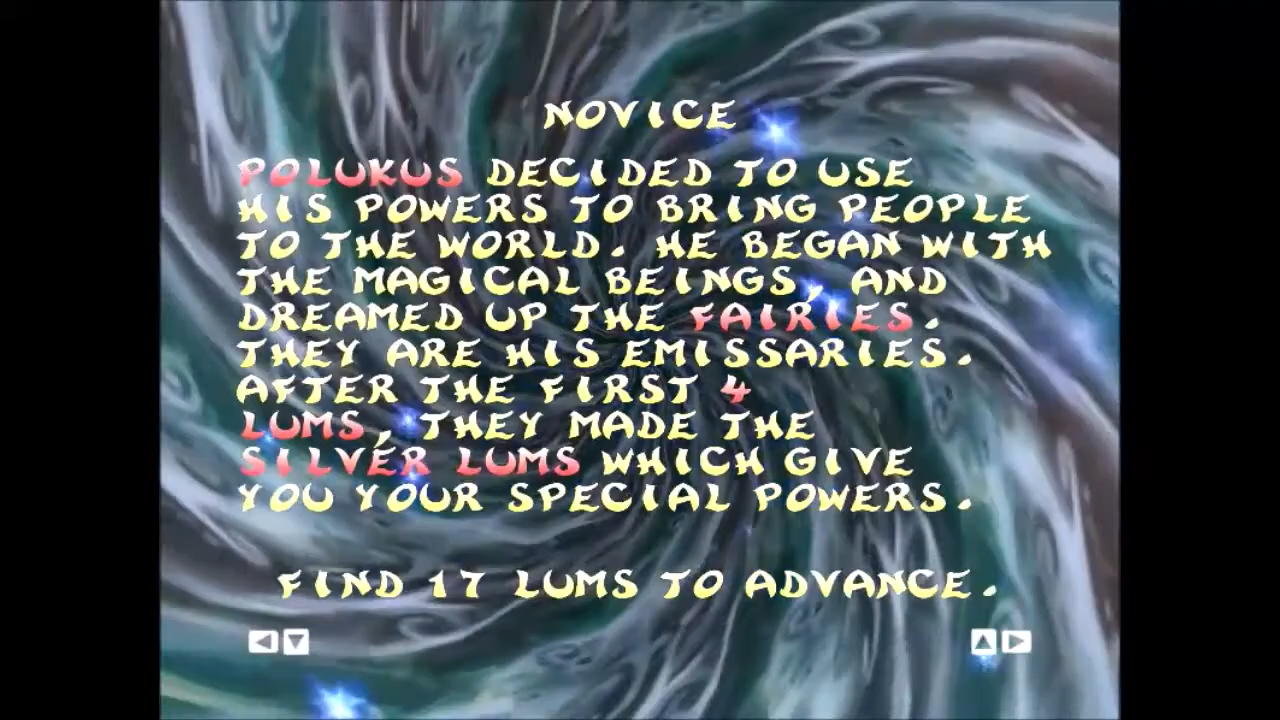 NOVICE
POLUKUS DECIDED TO USE
HIS POWERS TO BRING PEOPLE
TO THE WORLD. HE BEGAN WITH
THE MAGICAL BEINGS, AND
DREAMED UP THE FAIRIES.
THEY ARE HIS EMISSARIES.
AFTER THE FIRST 4
LUMS, THEY MADE THE
SILVER LUMS WHICH GIVE
YOU YOUR SPECIAL POWERS.
FIND 17 LUMS TO ADVANCE.